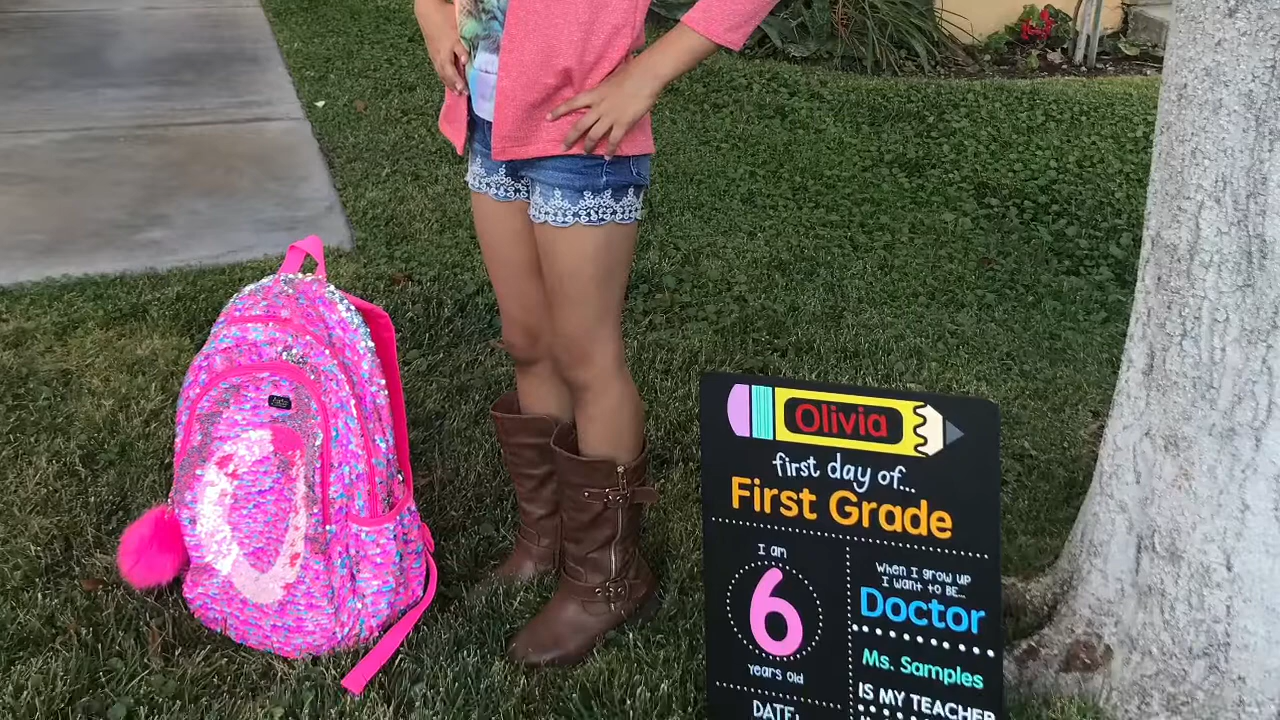 Olivia
first day of...
First Grade
I am
6
years old
When I grow up
I want to BE...
Doctor
Ms. Samples
IS MY TEACHER
DATE: